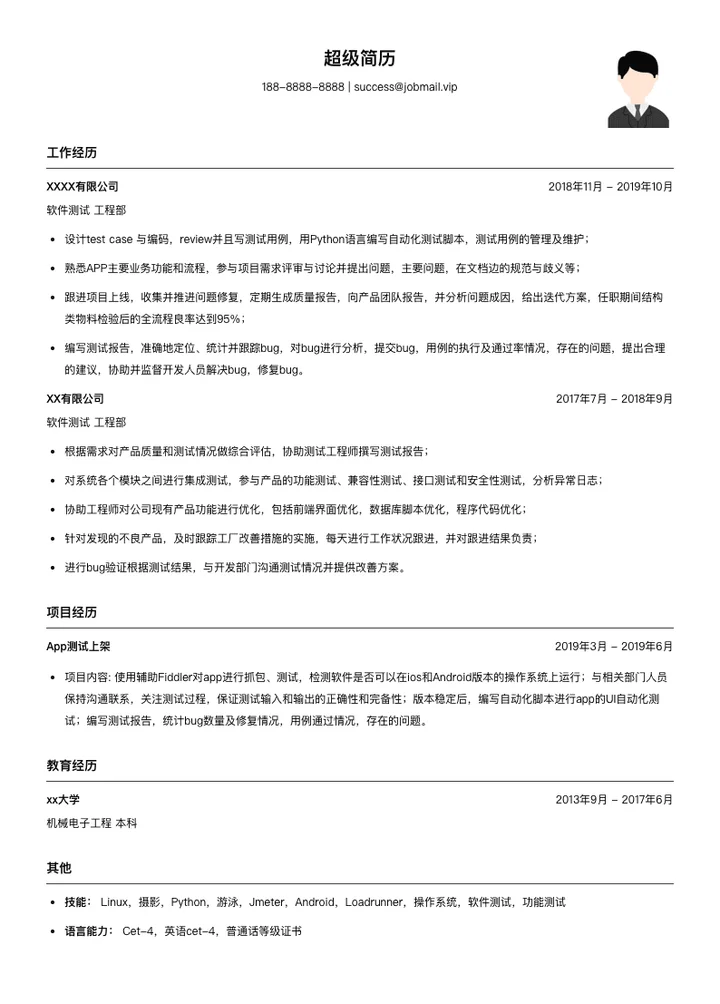 超级简历
188-8888-8888 | success@jobmail.vip
工作经历
XXXX有限公司 2018年11月 - 2019年10月
软件测试 工程部
• 设计test case 与编码，review并且写测试用例，用Python语言编写自动化测试脚本，测试用例的管理及维护；
• 熟悉APP主要业务功能和流程，参与项目需求评审与讨论并提出问题，主要问题，在文档边的规范与歧义等；
• 跟进项目上线，收集并推进问题修复，定期生成质量报告，向产品团队报告，并分析问题成因，给出迭代方案，任职期间结构
类物料检验后的全流程良率达到95%；
• 编写测试报告，准确地定位、统计并跟踪bug，对bug进行分析，提交bug，用例的执行及通过率情况，存在的问题，提出合理
的建议，协助并监督开发人员解决bug，修复bug。
XX有限公司 2017年7月 - 2018年9月
软件测试 工程部
• 根据需求对产品质量和测试情况做综合评估，协助测试工程师撰写测试报告；
• 对系统各个模块之间进行集成测试，参与产品的功能测试、兼容性测试、接口测试和安全性测试，分析异常日志；
• 协助工程师对公司现有产品功能进行优化，包括前端界面优化，数据库脚本优化，程序代码优化；
• 针对发现的不良产品，及时跟踪工厂改善措施的实施，每天进行工作状况跟进，并对跟进结果负责；
• 进行bug验证根据测试结果，与开发部门沟通测试情况并提供改善方案。
项目经历
App测试上架 2019年3月 - 2019年6月
• 项目内容: 使用辅助Fiddler对app进行抓包、测试，检测软件是否可以在ios和Android版本的操作系统上运行；与相关部门人员
保持沟通联系，关注测试过程，保证测试输入和输出的正确性和完备性；版本稳定后，编写自动化脚本进行app的UI自动化测
试；编写测试报告，统计bug数量及修复情况，用例通过情况，存在的问题。
教育经历
xx大学 2013年9月 - 2017年6月
机械电子工程 本科
其他
• 技能： Linux，摄影，Python，游泳，Jmeter，Android，Loadrunner，操作系统，软件测试，功能测试
• 语言能力： Cet-4，英语cet-4，普通话等级证书